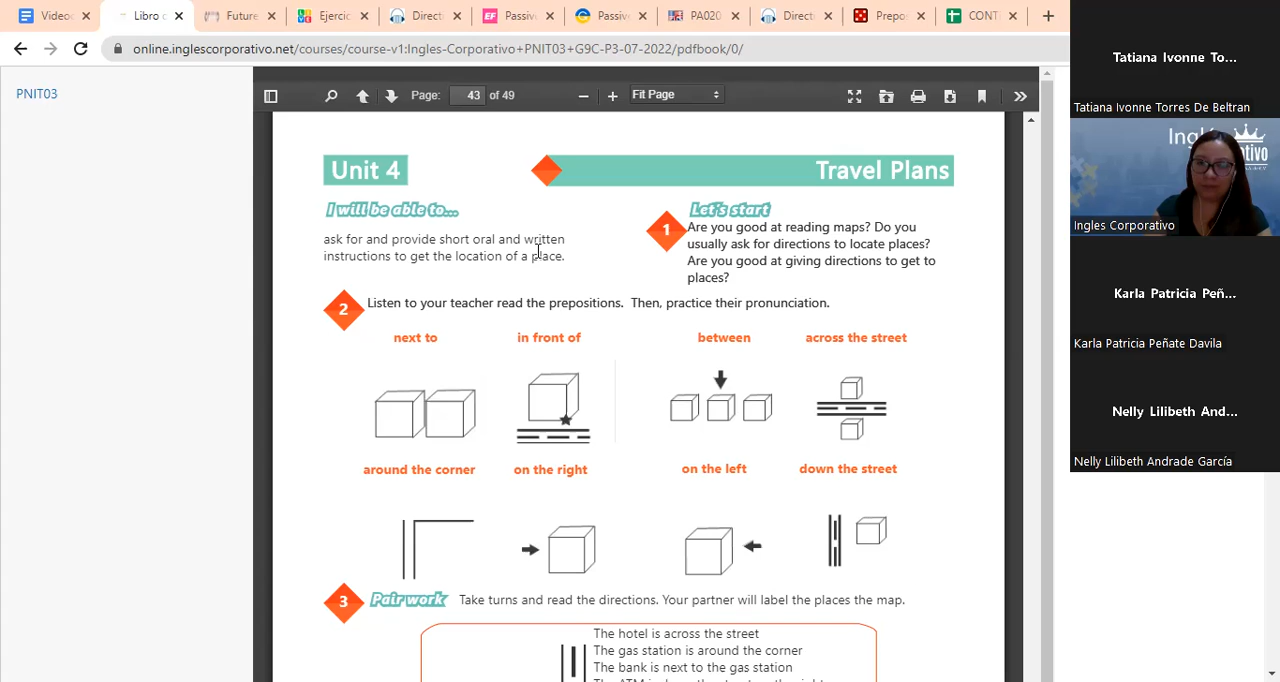 Videoc
Libro c
Future
Ejercic
Directi
Passive
Passive
PA020
Directi
Prepos
CONT
online.inglescorporativo.net/courses/course-v1:Ingles-Corporativo+PNIT03+G9C-P3-07-2022/pdfbook/0/
PNIT03
Page: 43 of 49
Fit Page
Unit 4
Travel Plans
I will be able to...
ask for and provide short oral and written
instructions to get the location of a place.
1
Let's start
Are you good at reading maps? Do you
usually ask for directions to locate places?
Are you good at giving directions to get to
places?
2
Listen to your teacher read the prepositions. Then, practice their pronunciation.
next to
in front of
between
across the street
around the corner
on the right
on the left
down the street
3
Pair work
Take turns and read the directions. Your partner will label the places the map.
The hotel is across the street
The gas station is around the corner
The bank is next to the gas station
Tatiana Ivonne To...
Tatiana Ivonne Torres De Beltran
Ingles Corporativo
Karla Patricia Peñ...
Karla Patricia Peñate Davila
Nelly Lilibeth And...
Nelly Lilibeth Andrade García